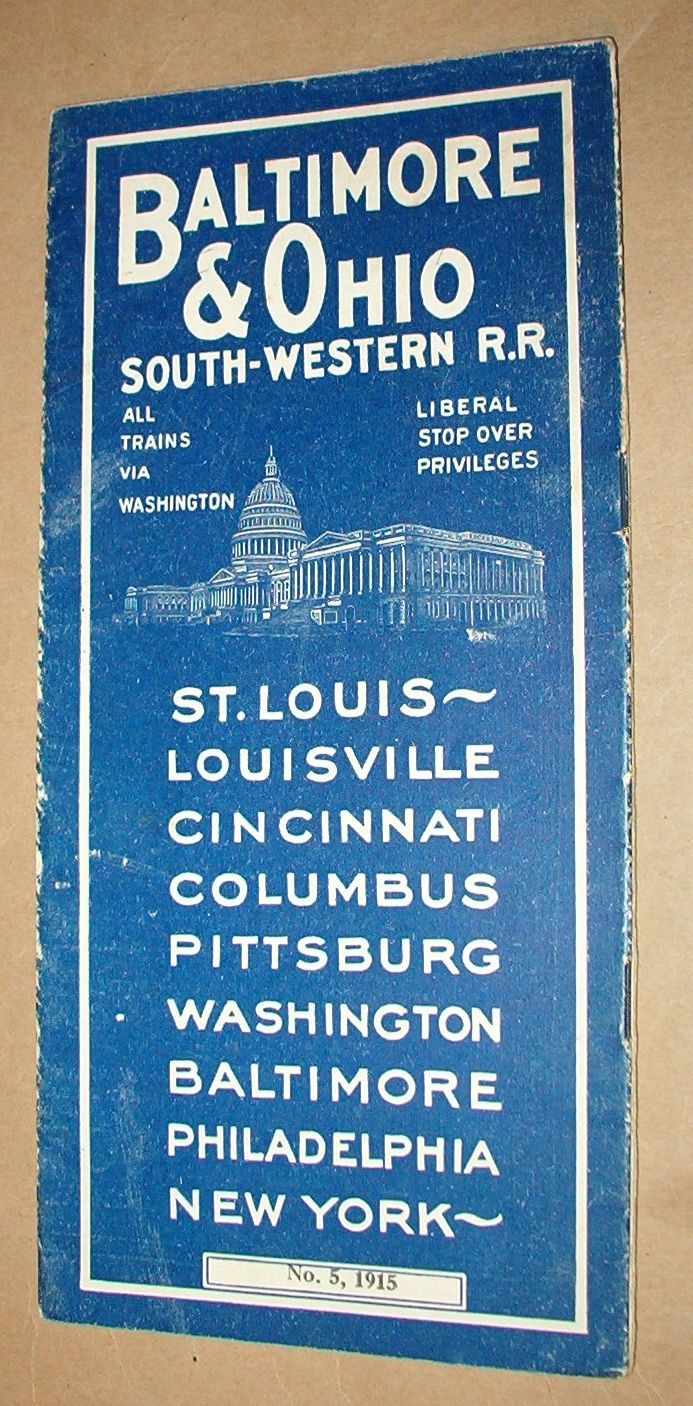 BALTIMORE
& OHIO
SOUTH-WESTERN R.R.
ALL
TRAINS
VIA
WASHINGTON
LIBERAL
STOP OVER
PRIVILEGES
ST. LOUIS~
LOUISVILLE
CINCINNATI
COLUMBUS
PITTSBURG
WASHINGTON
BALTIMORE
PHILADELPHIA
NEW YORK~
No. 5, 1915